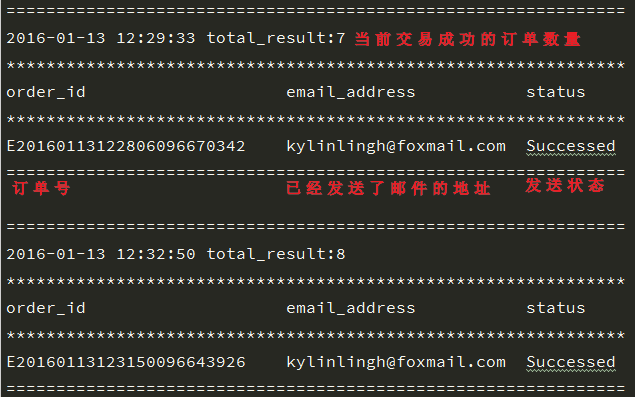 ==============================================================
2016-01-13 12:29:33 total_result:7 当前交易成功的订单数量
**************************************************************
order_id email_address status
**************************************************************
E20160113122806096670342 kylinlingh@foxmail.com Successed
==============================================================
订单号 已经发送了邮件的地址 发送状态
==============================================================
2016-01-13 12:32:50 total_result:8
**************************************************************
order_id email_address status
**************************************************************
E20160113123150096643926 kylinlingh@foxmail.com Successed
==============================================================